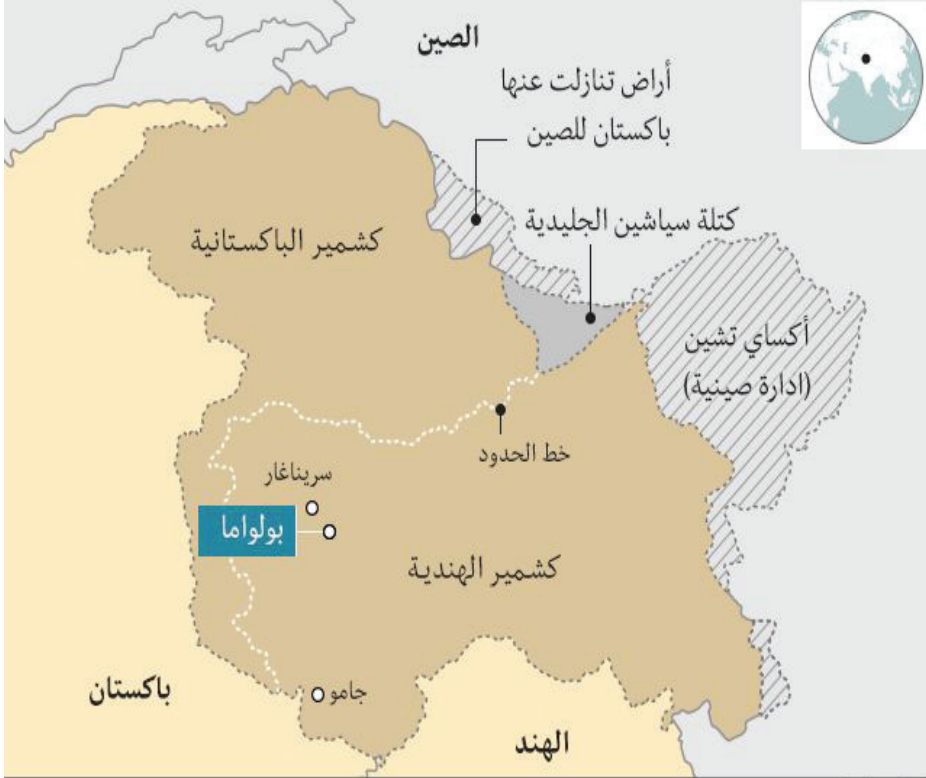 الصين
أراض تنازلت عنها
باكستان للصين
كتلة سياشين الجليدية
كشمير الباكستانية
أكساي تشين
(ادارة صينية)
خط الحدود
سريناغار
بولواما
كشمير الهندية
باكستان
جامو
الهند